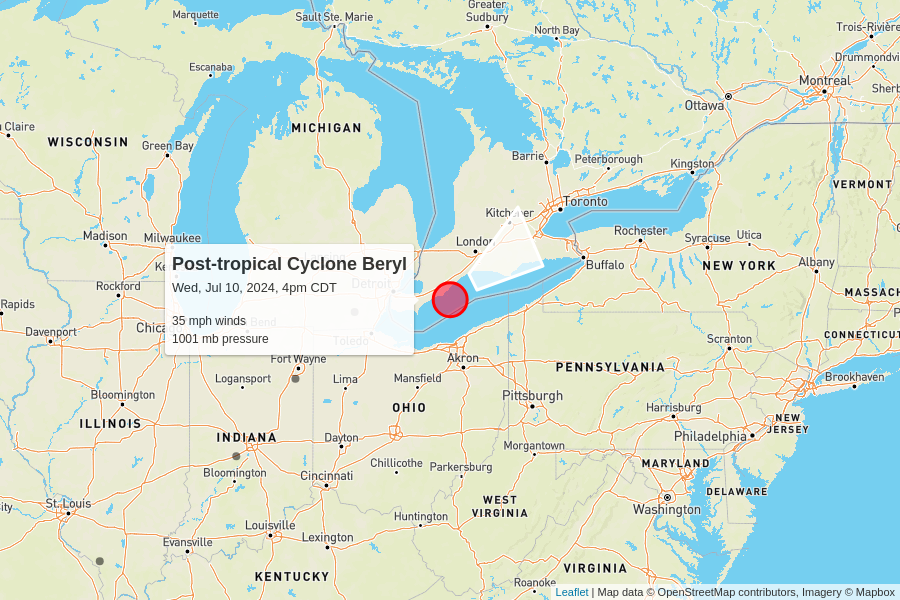 Marquette
Sault Ste. Marie
Greater
Sudbury
North Bay
Trois-Rivière
Drummondvi
Escanaba
Montreal
Sherb
Ottawa
Claire
WISCONSIN
Green Bay
MICHIGAN
Barrie
Peterborough
Kingston
VERMONT
Toronto
Kitchener
Madison
Milwaukee
London
Rochester
Syracuse
Utica
Albany
Buffalo
NEW YORK
Post-tropical Cyclone Beryl
Wed, Jul 10, 2024, 4pm CDT
35 mph winds
1001 mb pressure
Ke
Rockford
Detroit
MASSACH
Davenport
Chica
Bend
Toledo
CONNECTICUT
Scranton
Fort Wayne
Akron
PENNSYLVANIA
Logansport
Lima
Mansfield
Brookhaven
Bloomington
Pittsburgh
Harrisburg
OHIO
NEW
JERSEY
ILLINOIS
INDIANA
Dayton
Philadelphia
Morgantown
Bloomington
Cincinnati
Chillicothe
Parkersburg
MARYLAND
DELAWARE
St. Louis
city
WEST
VIRGINIA
Washington
Huntington
Louisville
Evansville
Lexington
KENTUCKY
VIRGINIA
Roanoke
Leaflet | Map data © OpenStreetMap contributors, Imagery © Mapbox